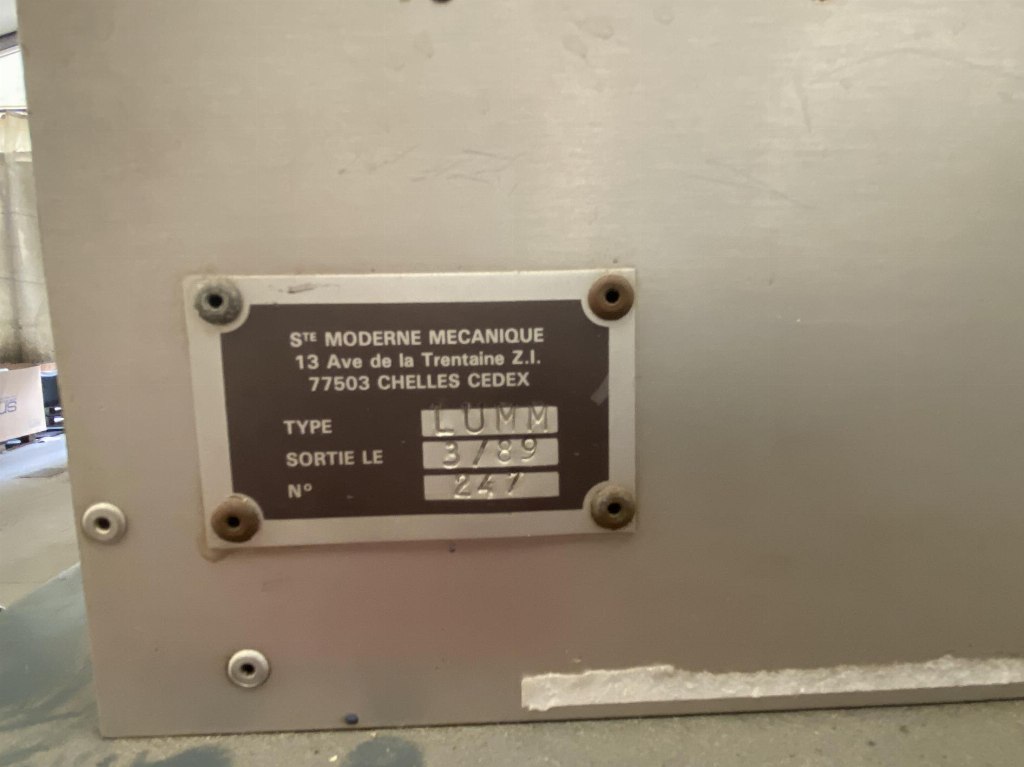 STE MODERNE MECANIQUE
13 Ave de la Trentaine Z.I.
77503 CHELLES CEDEX
TYPE LUMM
SORTIE LE 3/89
N° 247